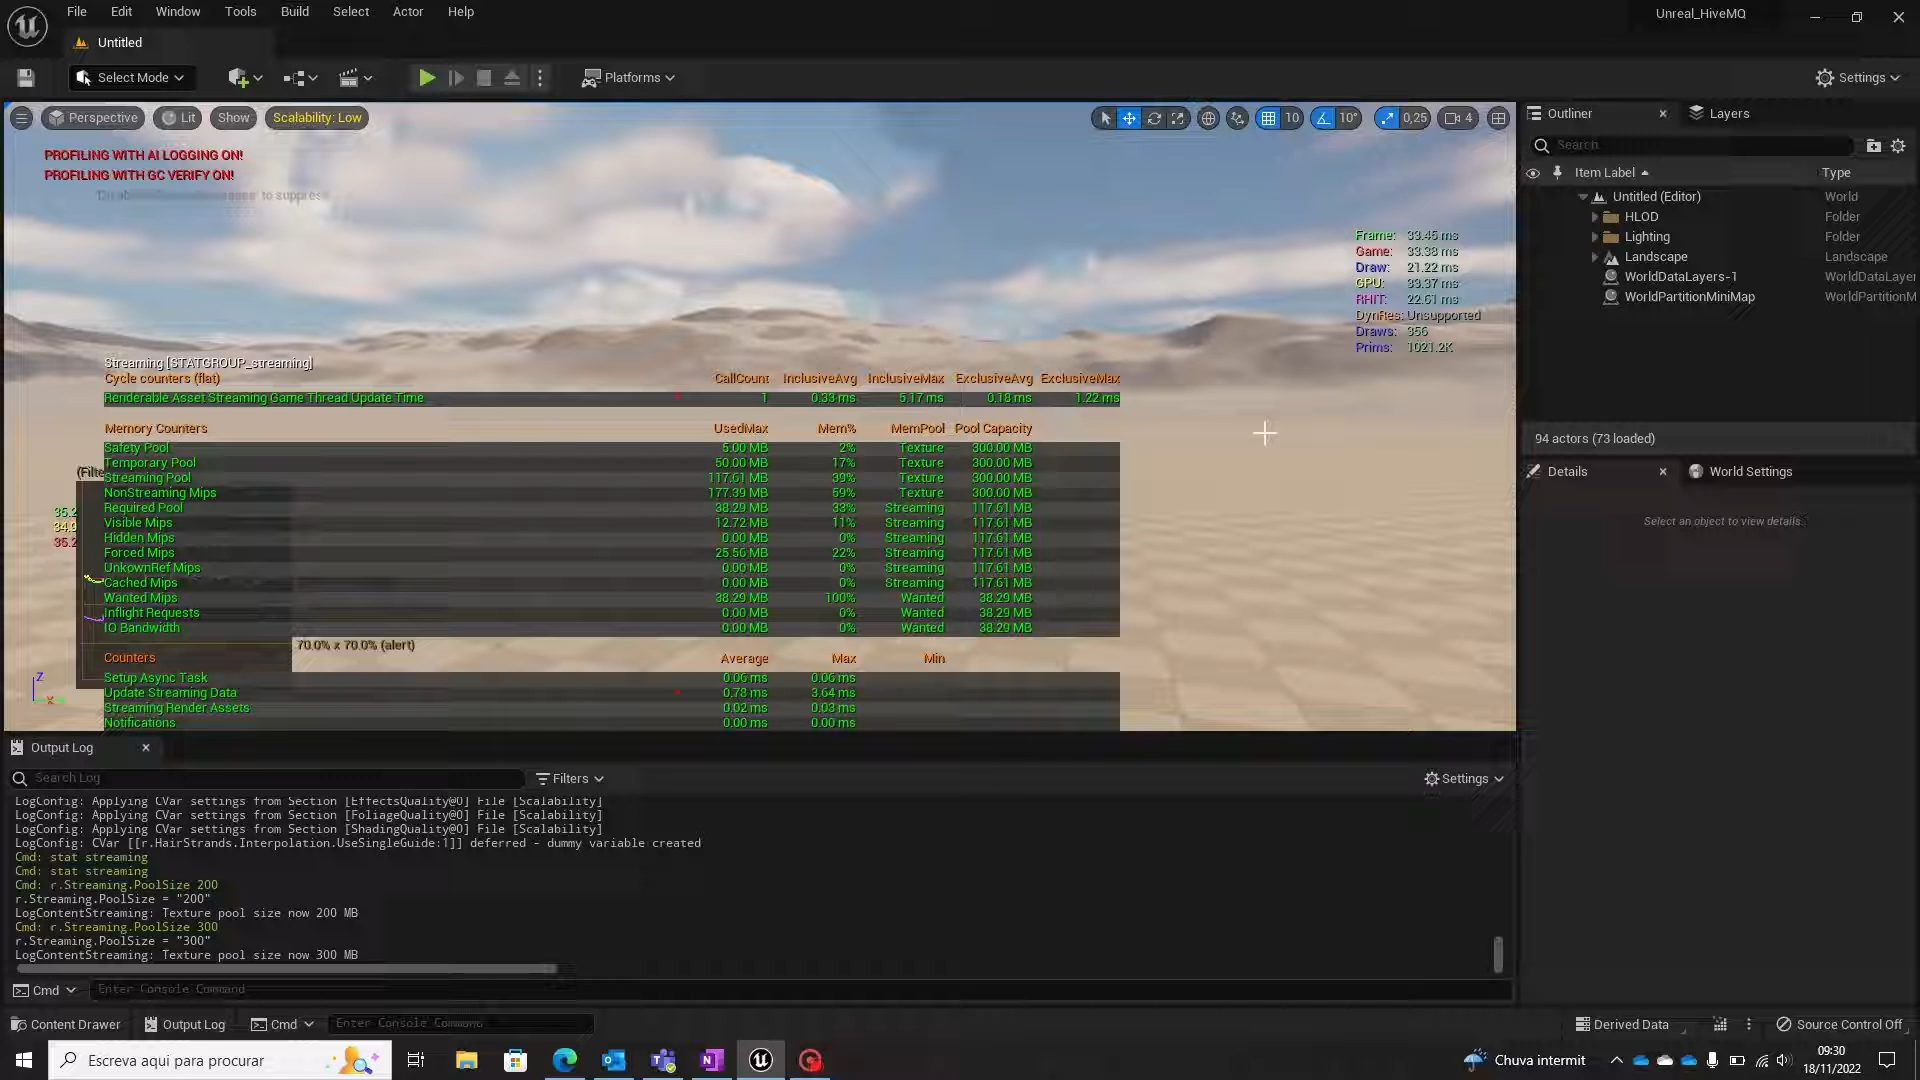 File Edit Window Tools Build Select Actor Help
Unreal_HiveMQ
Untitled
Select Mode
Platforms
Settings
Perspective Lit Show Scalability: Low
10 10° 0,25 4
PROFILING WITH AI LOGGING ON!
PROFILING WITH GC VERIFY ON!
to suppress
Frame: 33.45 ms
Game: 33.38 ms
Draw: 21.22 ms
GPU: 33.37 ms
RHIT: 22.61 ms
DynRes: Unsupported
Draws: 356
Prims: 1021.2K
Streaming [STATGROUP_streaming]
Cycle counters (flat) CallCount InclusiveAvg InclusiveMax ExclusiveAvg ExclusiveMax
Renderable Asset Streaming Game Thread Update Time 1 0.33 ms 5.17 ms 0.18 ms 1.22 ms
Memory Counters UsedMax Mem% MemPool Pool Capacity
Safety Pool 5.00 MB 2% Texture 300.00 MB
Temporary Pool 50.00 MB 17% Texture 300.00 MB
(Filte
Streaming Pool 117.61 MB 39% Texture 300.00 MB
NonStreaming Mips 177.39 MB 59% Texture 300.00 MB
35.2
Required Pool 38.29 MB 33% Streaming 117.61 MB
34.9
Visible Mips 12.72 MB 11% Streaming 117.61 MB
35.2
Hidden Mips 0.00 MB 0% Streaming 117.61 MB
Forced Mips 25.56 MB 22% Streaming 117.61 MB
UnkownRef Mips 0.00 MB 0% Streaming 117.61 MB
Cached Mips 0.00 MB 0% Streaming 117.61 MB
Wanted Mips 38.29 MB 100% Wanted 38.29 MB
Inflight Requests 0.00 MB 0% Wanted 38.29 MB
IO Bandwidth 0.00 MB 0% Wanted 38.29 MB
70.0% x 70.0% (alert)
Counters Average Max Min
Setup Async Task 0.06 ms 0.06 ms
Update Streaming Data 0.78 ms 3.64 ms
Streaming Render Assets 0.02 ms 0.03 ms
Notifications 0.00 ms 0.00 ms
Z
X
Outliner
Layers
Search
Item Label Type
Untitled (Editor) World
HLOD Folder
Lighting Folder
Landscape Landscape
WorldDataLayers-1 WorldDataLayer
WorldPartitionMiniMap WorldPartitionM
94 actors (73 loaded)
Details
World Settings
Select an object to view details.
Output Log
Search Log
Filters
Settings
LogConfig: Applying CVar settings from Section [EffectsQuality@0] File [Scalability]
LogConfig: Applying CVar settings from Section [FoliageQuality@0] File [Scalability]
LogConfig: Applying CVar settings from Section [ShadingQuality@0] File [Scalability]
LogConfig: CVar [[r.HairStrands.Interpolation.UseSingleGuide:1]] deferred - dummy variable created
Cmd: stat streaming
Cmd: stat streaming
Cmd: r.Streaming.PoolSize 200
r.Streaming.PoolSize = "200"
LogContentStreaming: Texture pool size now 200 MB
Cmd: r.Streaming.PoolSize 300
r.Streaming.PoolSize = "300"
LogContentStreaming: Texture pool size now 300 MB
Cmd Enter Console Command
Content Drawer Output Log Cmd Enter Console Command
Derived Data
Source Control Off
Escreva aqui para procurar
Chuva intermit
09:30
18/11/2022